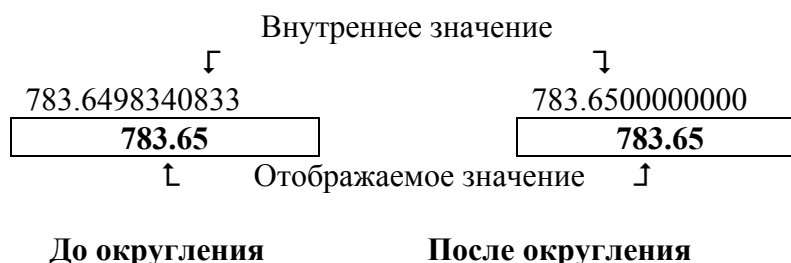 Внутреннее значение
783.6498340833 783.6500000000
783.65 783.65
Отображаемое значение
До округления После округления